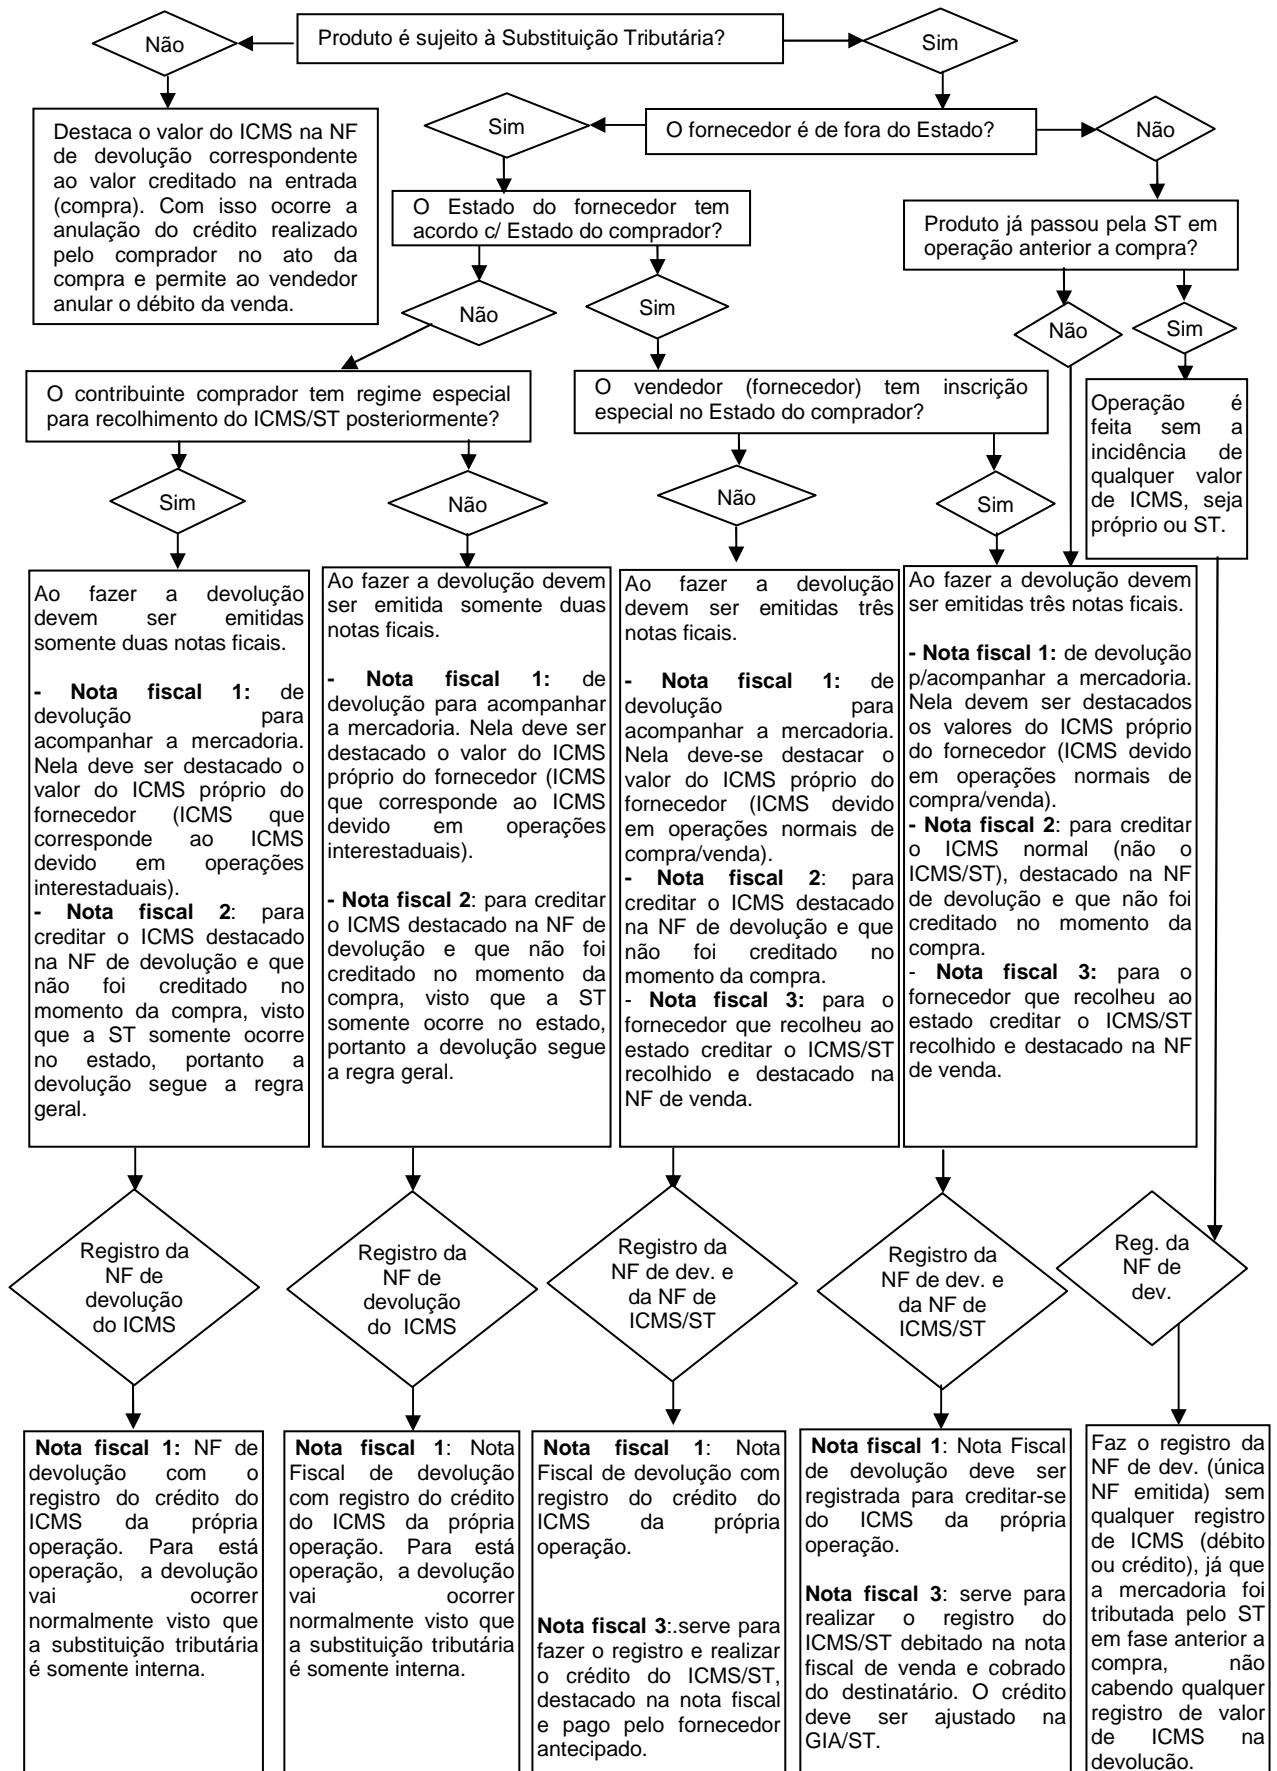 Não
Produto é sujeito à Substituição Tributária?
Sim
Destaca o valor do ICMS na NF
de devolução correspondente
ao valor creditado na entrada
(compra). Com isso ocorre a
anulação do crédito realizado
pelo comprador no ato da
compra e permite ao vendedor
anular o débito da venda.
Sim
O fornecedor é de fora do Estado?
Não
O Estado do fornecedor tem
acordo c/ Estado do comprador?
Produto já passou pela ST em
operação anterior a compra?
Não
Sim
Não
Sim
O contribuinte comprador tem regime especial
para recolhimento do ICMS/ST posteriormente?
O vendedor (fornecedor) tem inscrição
especial no Estado do comprador?
Operação é
feita sem a
incidência de
qualquer valor
de ICMS, seja
próprio ou ST.
Sim
Não
Não
Sim
Ao fazer a devolução
devem ser emitidas
somente duas notas ficais.
- Nota fiscal 1: de
devolução para
acompanhar a mercadoria.
Nela deve ser destacado o
valor do ICMS próprio do
fornecedor (ICMS que
corresponde ao ICMS
devido em operações
interestaduais).
- Nota fiscal 2: para
creditar o ICMS destacado
na NF de devolução e que
não foi creditado no
momento da compra, visto
que a ST somente ocorre
no estado, portanto a
devolução segue a regra
geral.
Ao fazer a devolução devem
ser emitida somente duas
notas ficais.
- Nota fiscal 1: de
devolução para acompanhar
a mercadoria. Nela deve ser
destacado o valor do ICMS
próprio do fornecedor (ICMS
que corresponde ao ICMS
devido em operações
interestaduais).
- Nota fiscal 2: para creditar
o ICMS destacado na NF de
devolução e que não foi
creditado no momento da
compra, visto que a ST
somente ocorre no estado,
portanto a devolução segue
a regra geral.
Ao fazer a devolução
devem ser emitidas três
notas ficais.
- Nota fiscal 1: de
devolução para
acompanhar a mercadoria.
Nela deve-se destacar o
valor do ICMS próprio do
fornecedor (ICMS devido
em operações normais de
compra/venda).
- Nota fiscal 2: para
creditar o ICMS destacado
na NF de devolução e que
não foi creditado no
momento da compra.
- Nota fiscal 3: para o
fornecedor que recolheu ao
estado creditar o ICMS/ST
recolhido e destacado na
NF de venda.
Ao fazer a devolução devem
ser emitidas três notas ficais.
- Nota fiscal 1: de devolução
p/acompanhar a mercadoria.
Nela devem ser destacados
os valores do ICMS próprio
do fornecedor (ICMS devido
em operações normais de
compra/venda).
- Nota fiscal 2: para creditar
o ICMS normal (não o
ICMS/ST), destacado na NF
de devolução e que não foi
creditado no momento da
compra.
- Nota fiscal 3: para o
fornecedor que recolheu ao
estado creditar o ICMS/ST
recolhido e destacado na NF
de venda.
Registro da
NF de
devolução
do ICMS
Registro da
NF de
devolução
do ICMS
Registro da
NF de dev. e
da NF de
ICMS/ST
Registro da
NF de dev. e
da NF de
ICMS/ST
Reg. da
NF de
dev.
Nota fiscal 1: NF de
devolução com o
registro do crédito do
ICMS da própria
operação. Para está
operação, a devolução
vai ocorrer
normalmente visto que
a substituição tributária
é somente interna.
Nota fiscal 1: Nota
Fiscal de devolução
com registro do crédito
do ICMS da própria
operação. Para está
operação, a devolução
vai ocorrer
normalmente visto que
a substituição tributária
é somente interna.
Nota fiscal 1: Nota
Fiscal de devolução com
registro do crédito do
ICMS da própria
operação.
Nota fiscal 3:.serve para
fazer o registro e realizar
o crédito do ICMS/ST,
destacado na nota fiscal
e pago pelo fornecedor
antecipado.
Nota fiscal 1: Nota Fiscal
de devolução deve ser
registrada para creditar-se
do ICMS da própria
operação.
Nota fiscal 3: serve para
realizar o registro do
ICMS/ST debitado na nota
fiscal de venda e cobrado
do destinatário. O crédito
deve ser ajustado na
GIA/ST.
Faz o registro da
NF de dev. (única
NF emitida) sem
qualquer registro
de ICMS (débito
ou crédito), já que
a mercadoria foi
tributada pelo ST
em fase anterior a
compra, não
cabendo qualquer
registro de valor
de ICMS na
devolução.